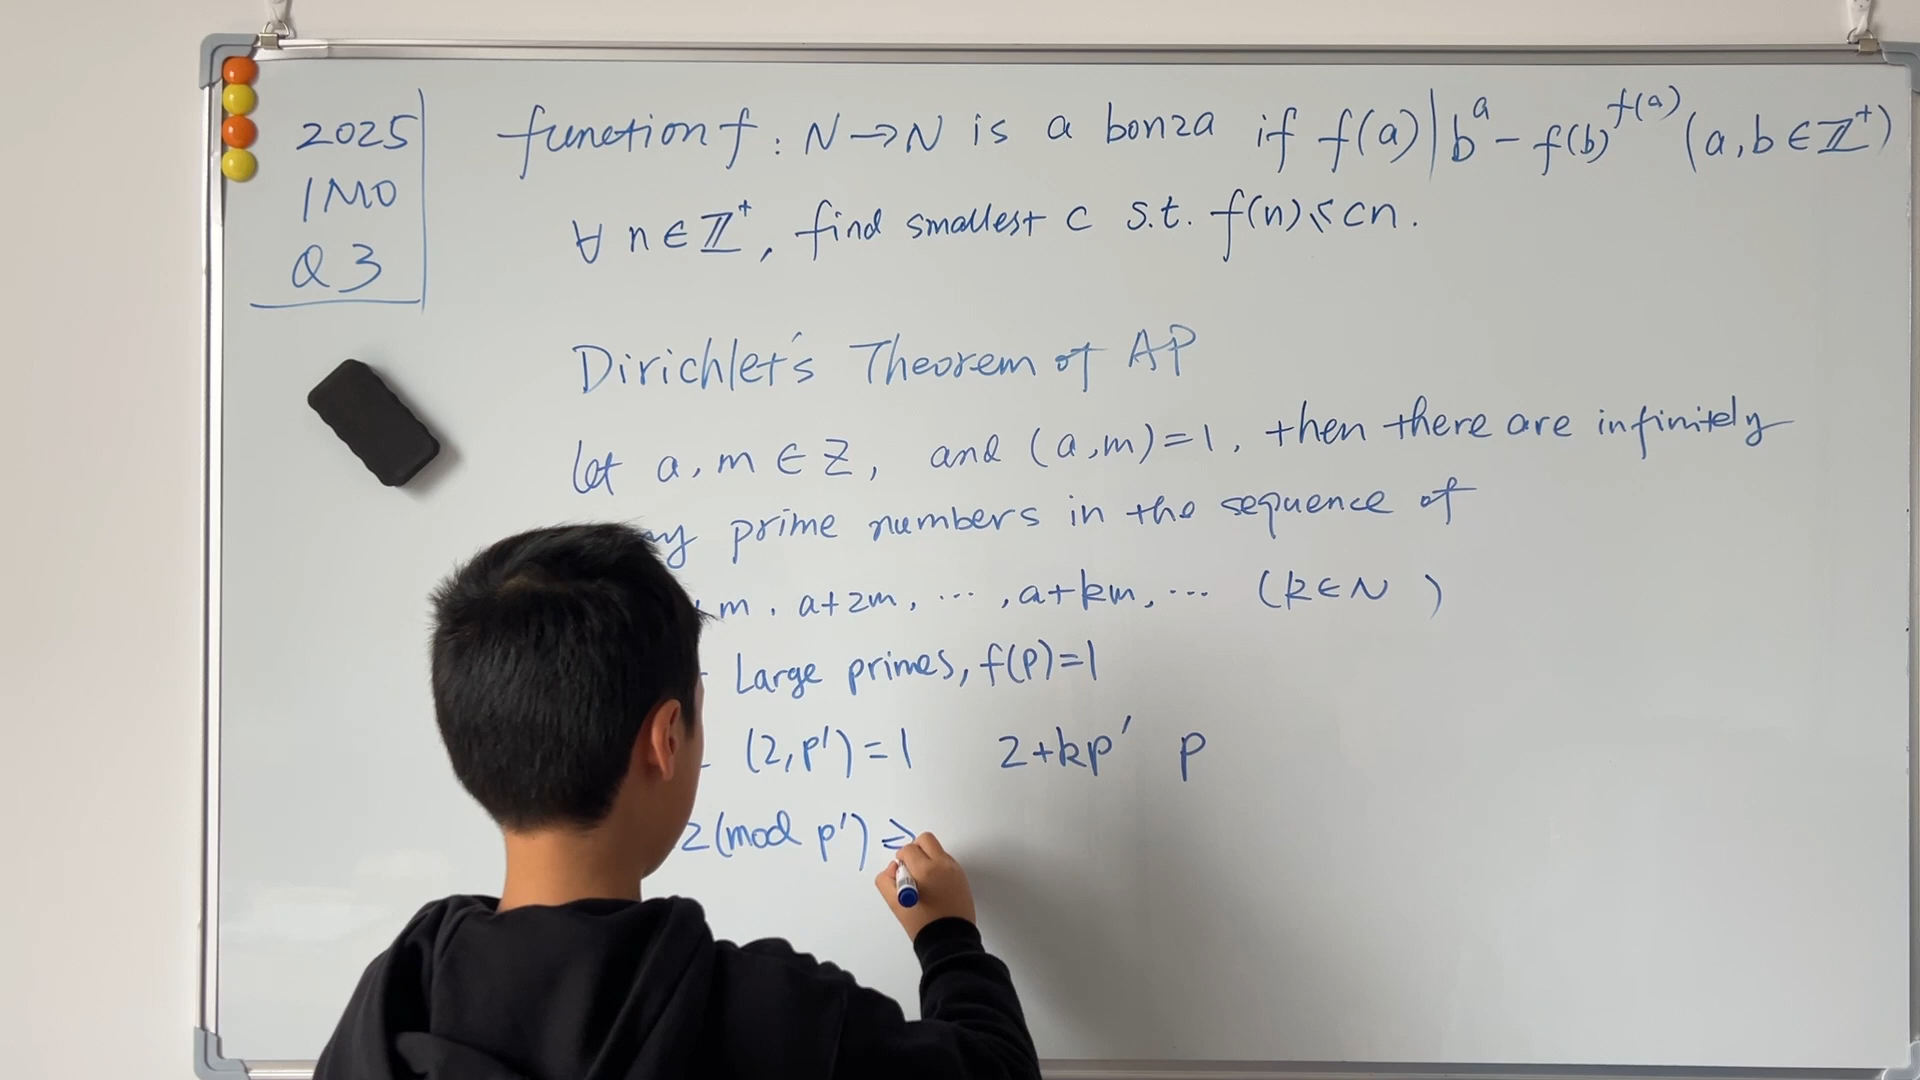 2025
IMO
Q3
function f : N→N is a bonza if f(a)|b^a - f(b)^f(a) (a,b∈ℤ⁺)
∀ n∈ℤ⁺, find smallest c s.t. f(n)≤cn.
Dirichlet's Theorem of AP
let a, m ∈ Z, and (a,m)=1, then there are infinitely
prime numbers in the sequence of
m, a+2m, ⋯, a+km, ⋯ (k∈N)
Large primes, f(p)=1
(2,p')=1 2+kp' p
2(mod p')⇒